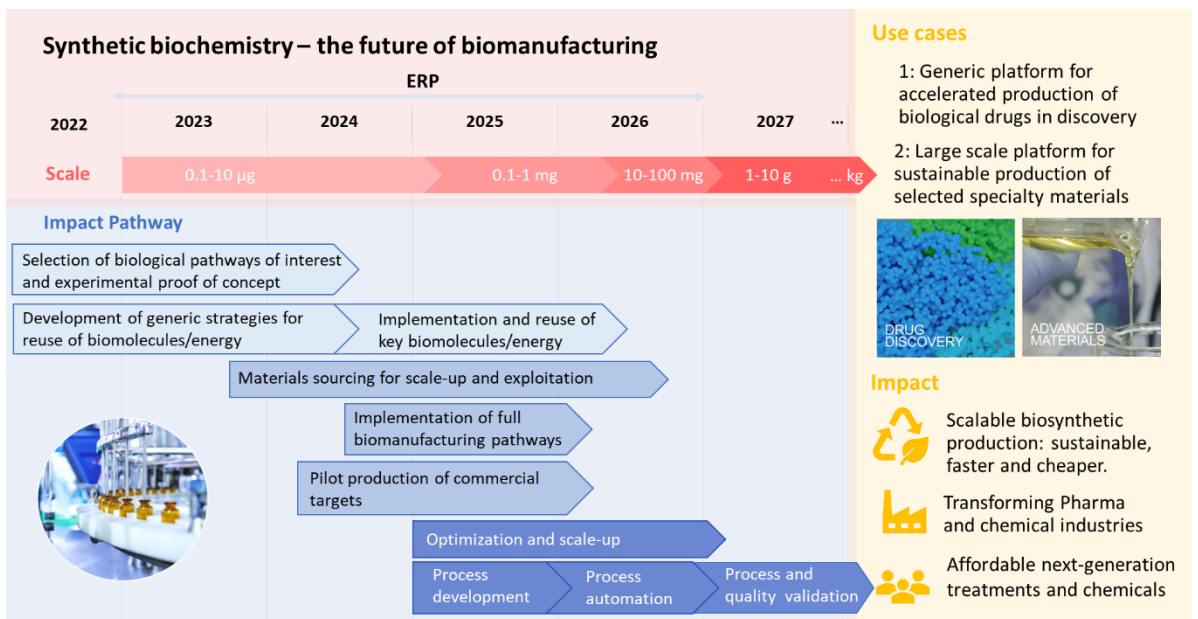 Synthetic biochemistry – the future of biomanufacturing
ERP
2022
2023
2024
2025
2026
2027
...
Scale
0.1-10 µg
0.1-1 mg
10-100 mg
1-10 g
... kg
Impact Pathway
Selection of biological pathways of interest
and experimental proof of concept
Development of generic strategies for
reuse of biomolecules/energy
Implementation and reuse of
key biomolecules/energy
Materials sourcing for scale-up and exploitation
Implementation of full
biomanufacturing pathways
Pilot production of commercial
targets
Optimization and scale-up
Process
development
Process
automation
Process and
quality validation
Use cases
1: Generic platform for
accelerated production of
biological drugs in discovery
2: Large scale platform for
sustainable production of
selected specialty materials
DRUG
DISCOVERY
ADVANCED
MATERIALS
Impact
Scalable biosynthetic
production: sustainable,
faster and cheaper.
Transforming Pharma
and chemical industries
Affordable next-generation
treatments and chemicals